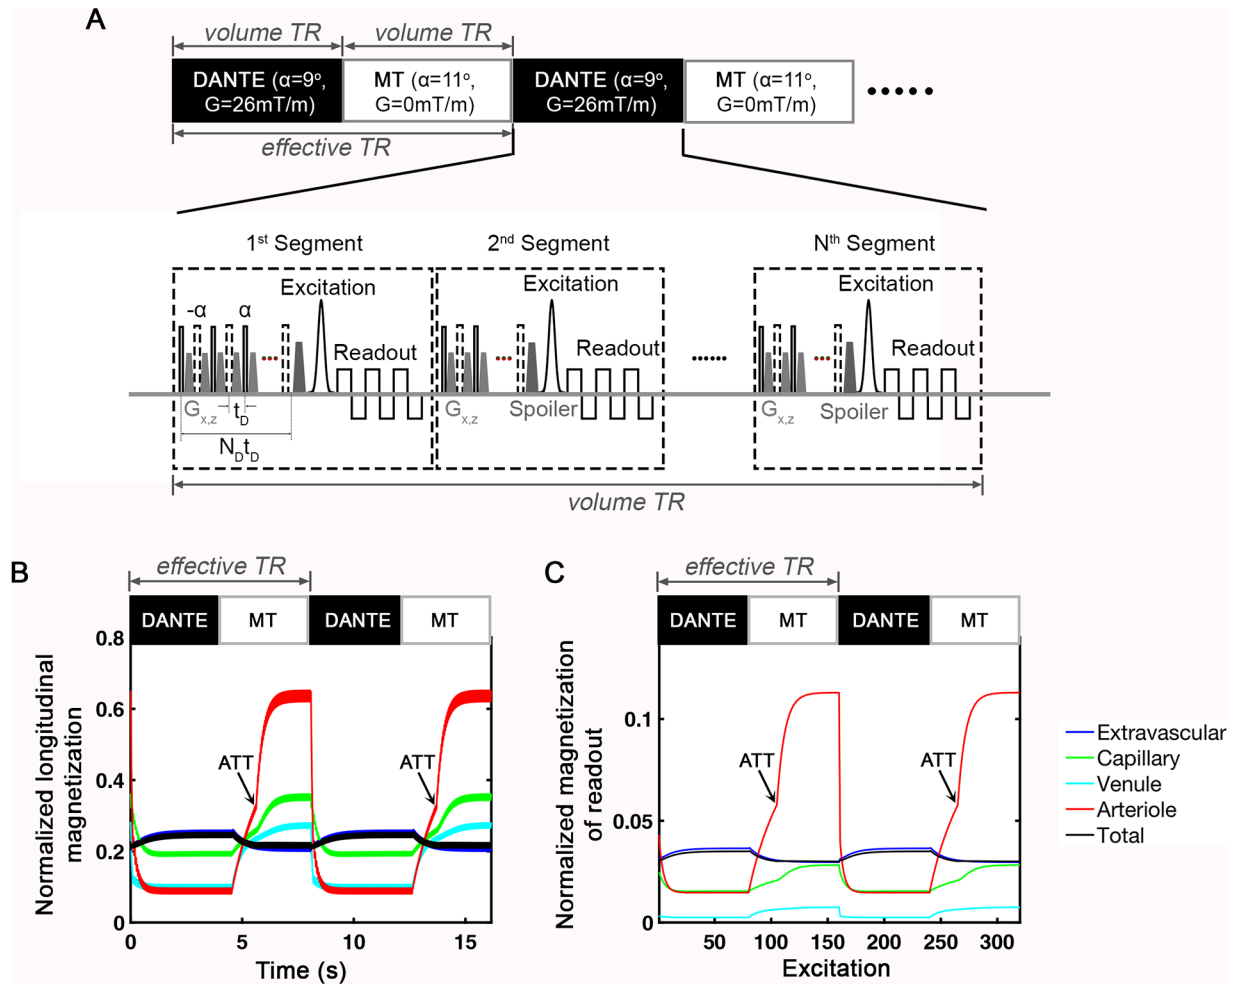 A
volume TR
volume TR
DANTE (α=9º,
G=26mT/m)
MT (α=11º,
G=0mT/m)
DANTE (α=9º,
G=26mT/m)
MT (α=11º,
G=0mT/m)
effective TR
1st Segment
2nd Segment
Nth Segment
Excitation
Excitation
Excitation
-α
α
Readout
Readout
Readout
Gx,z
tD
Gx,z
Spoiler
Gx,z
Spoiler
NDtD
volume TR
B
effective TR
DANTE
MT
DANTE
MT
Normalized longitudinal
magnetization
0.8
0.6
0.4
0.2
0
ATT
ATT
0
5
10
15
Time (s)
C
effective TR
DANTE
MT
DANTE
MT
Normalized magnetization
of readout
0.1
0.05
0
ATT
ATT
50
100
150
200
250
300
Excitation
Extravascular
Capillary
Venule
Arteriole
Total